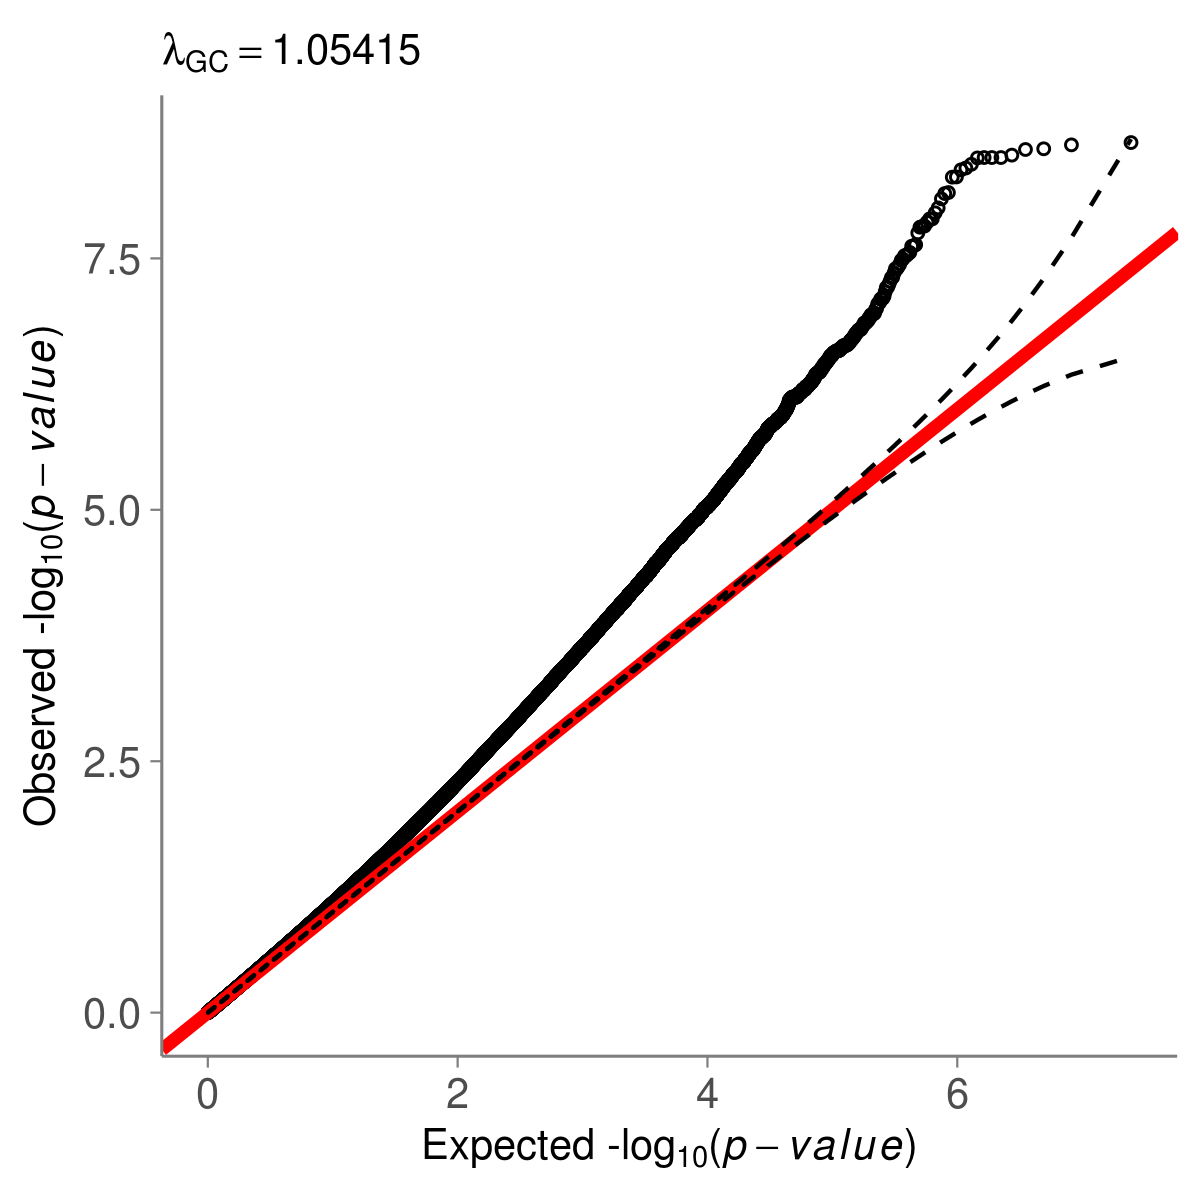 λGC = 1.05415
Observed -log10(p − value)
7.5
5.0
2.5
0.0
0 2 4 6
Expected -log10(p − value)